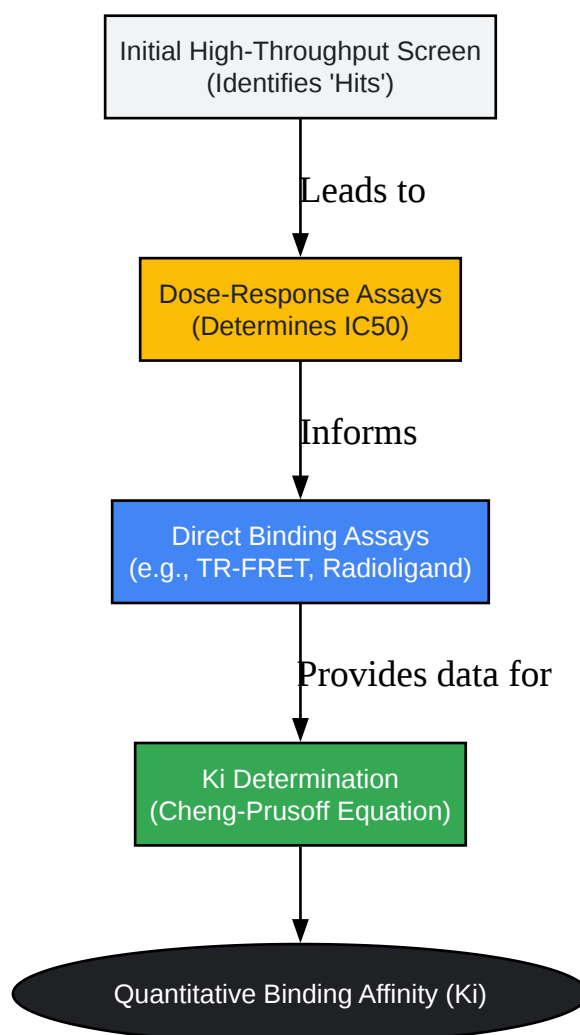 Initial High-Throughput Screen
(Identifies 'Hits')
Leads to
Dose-Response Assays
(Determines IC50)
Informs
Direct Binding Assays
(e.g., TR-FRET, Radioligand)
Provides data for
Ki Determination
(Cheng-Prusoff Equation)
Quantitative Binding Affinity (Ki)